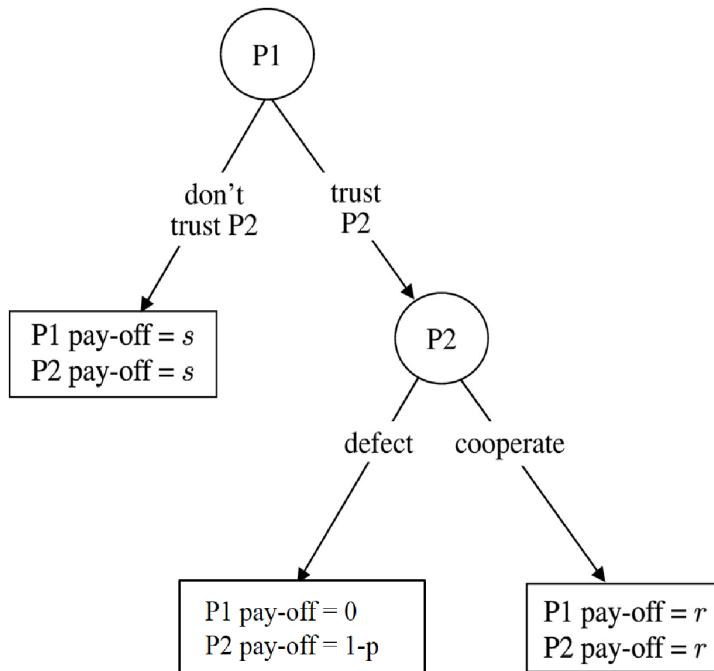 P1
don't
trust P2
trust
P2
P1 pay-off = s
P2 pay-off = s
P2
defect
cooperate
P1 pay-off = 0
P2 pay-off = 1-p
P1 pay-off = r
P2 pay-off = r